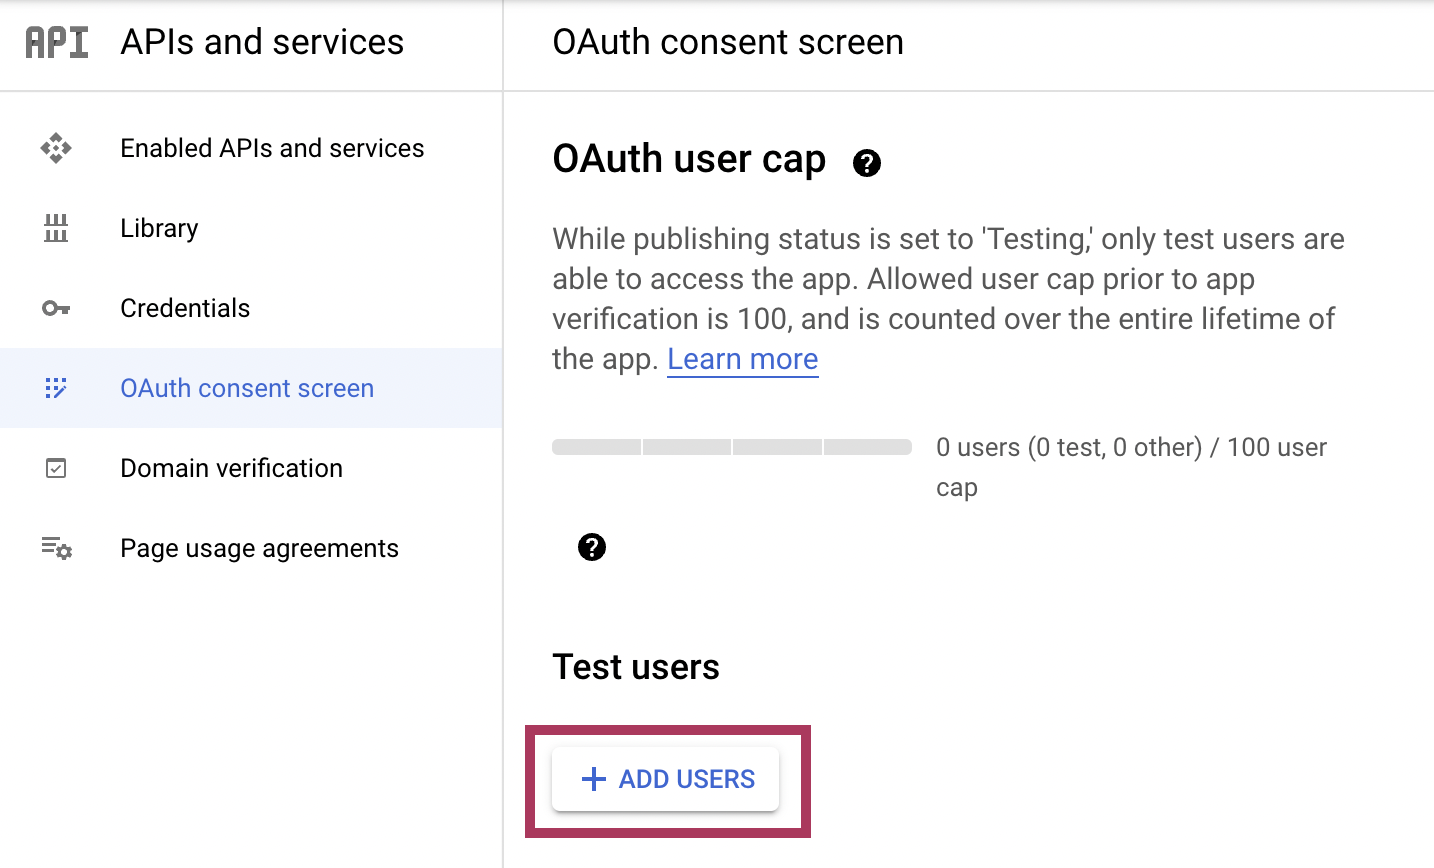 API APIs and services
OAuth consent screen
Enabled APIs and services
Library
Credentials
OAuth consent screen
Domain verification
Page usage agreements
OAuth user cap ?
While publishing status is set to 'Testing,' only test users are
able to access the app. Allowed user cap prior to app
verification is 100, and is counted over the entire lifetime of
the app. Learn more
0 users (0 test, 0 other) / 100 user
cap
?
Test users
+ ADD USERS